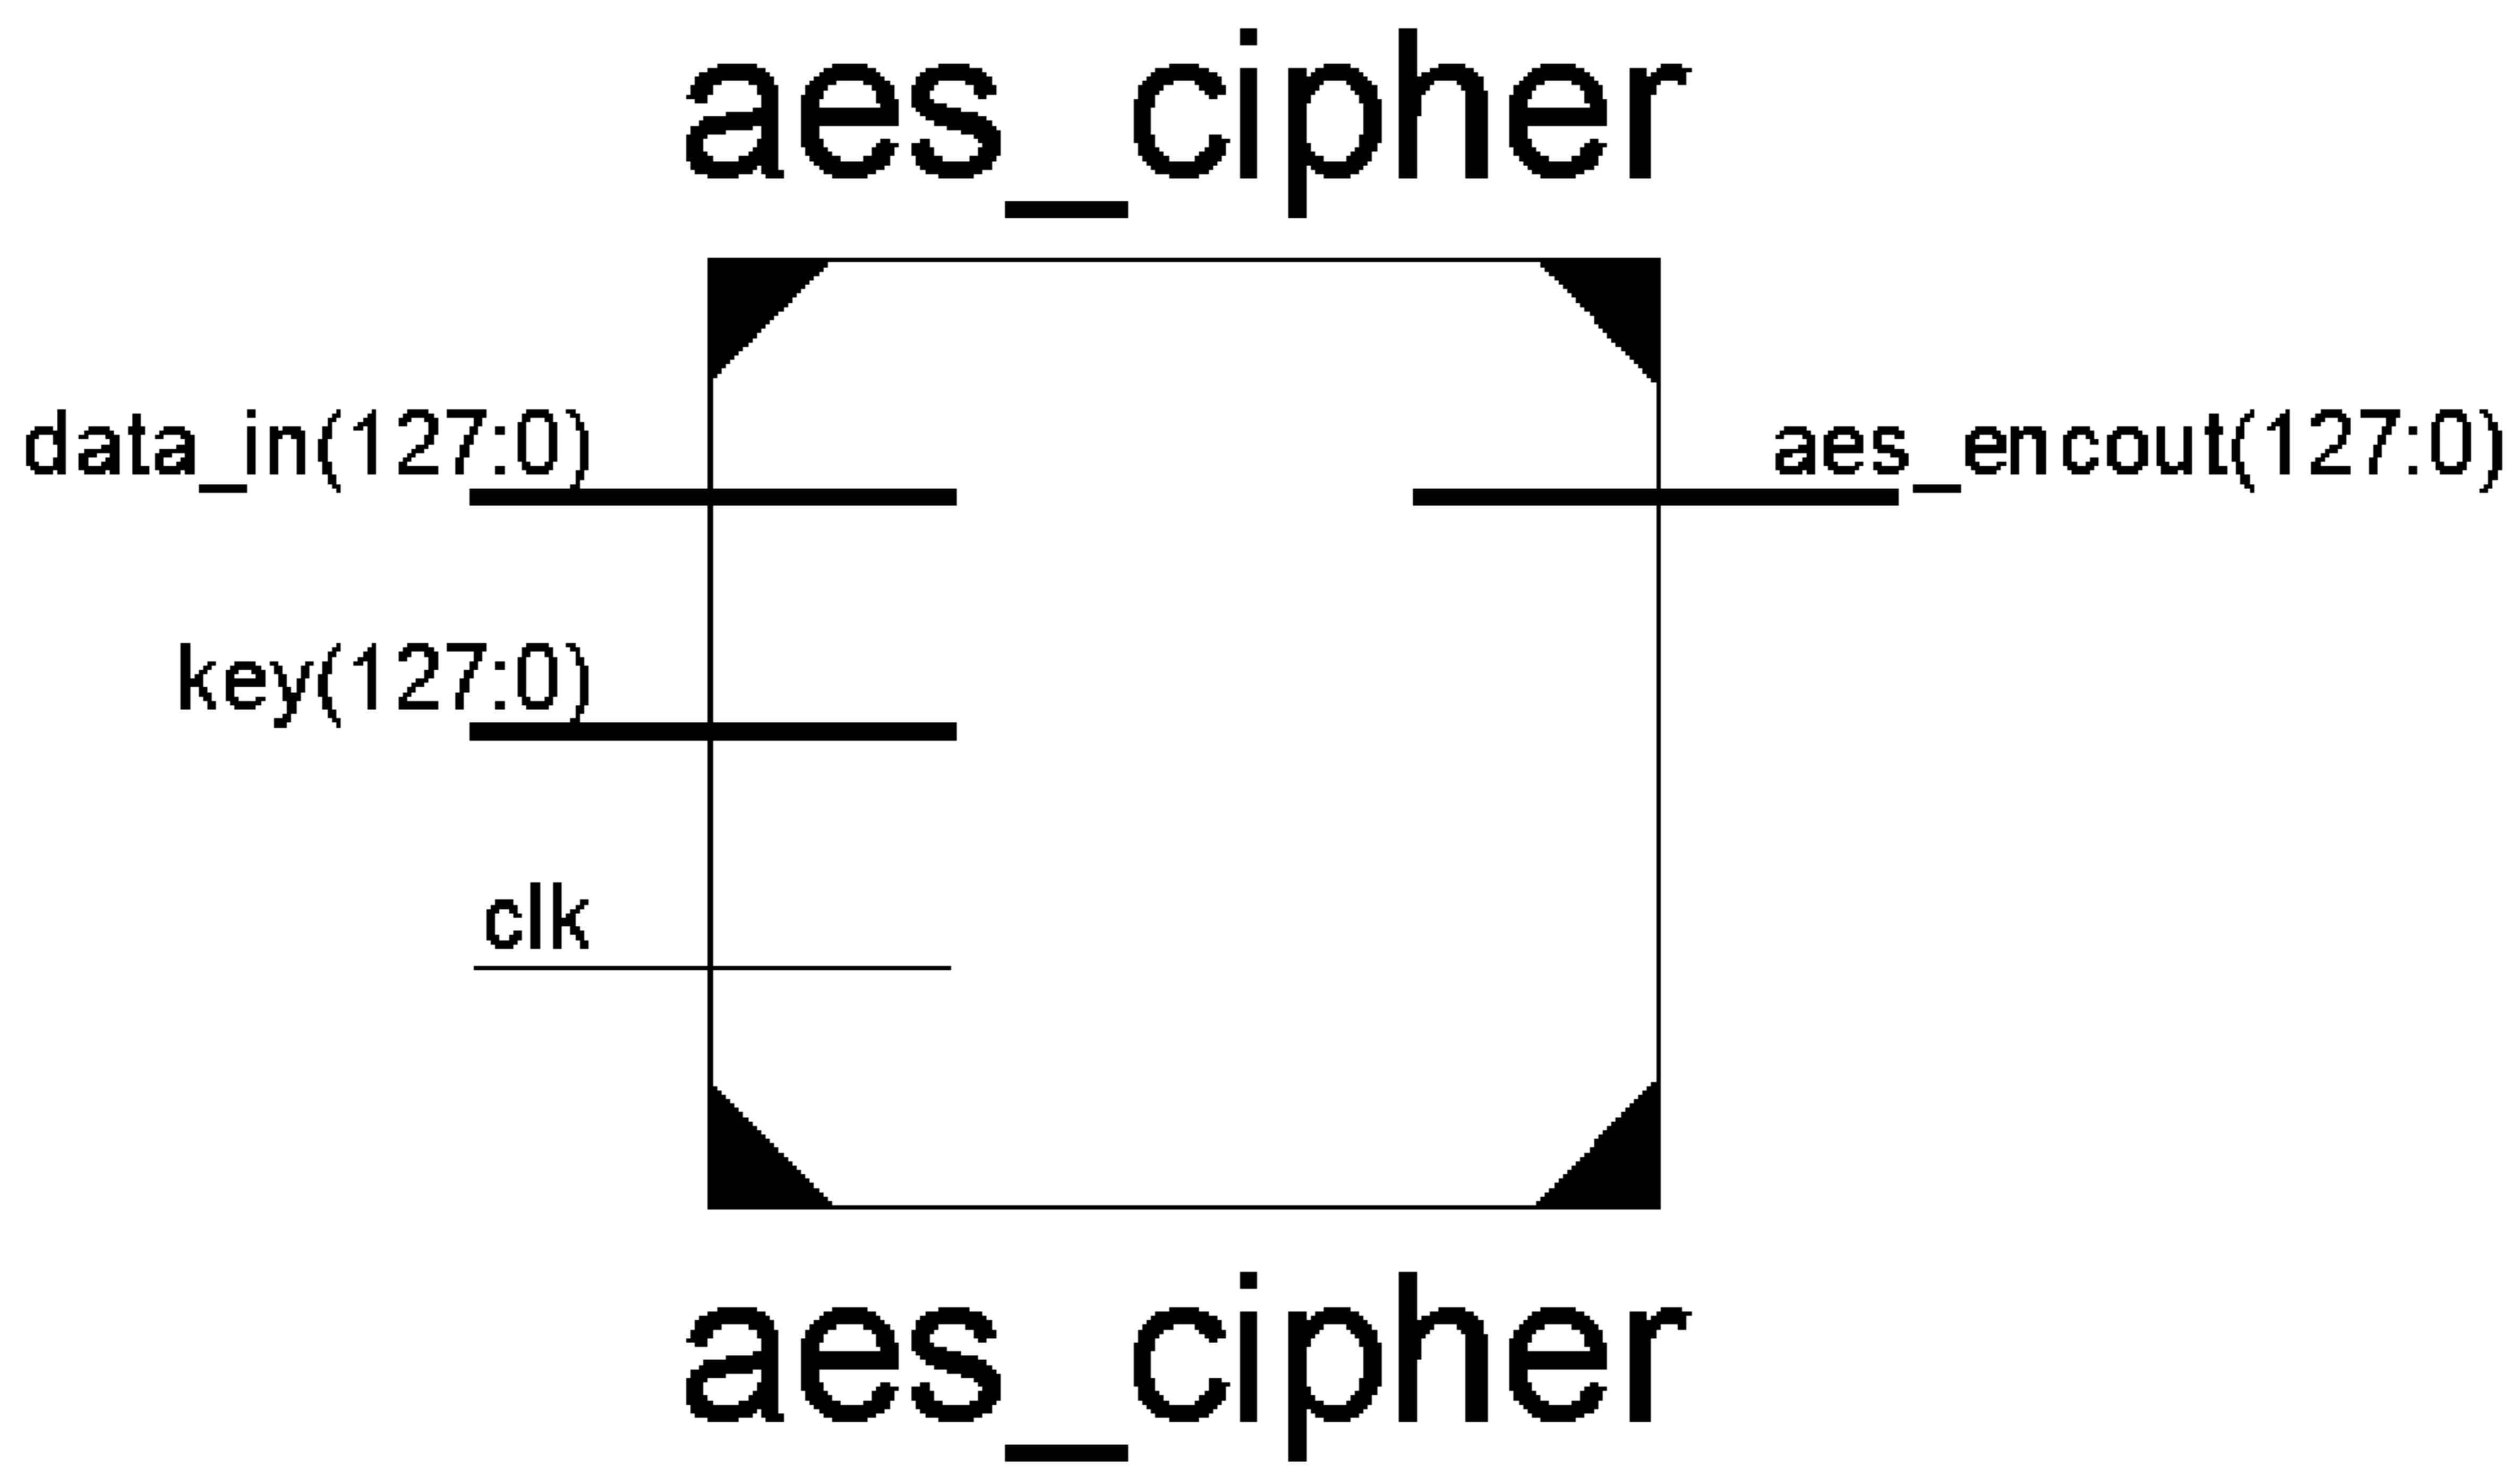 aes_cipher
data_in(127:0)
aes_encout(127:0)
key(127:0)
clk
aes_cipher